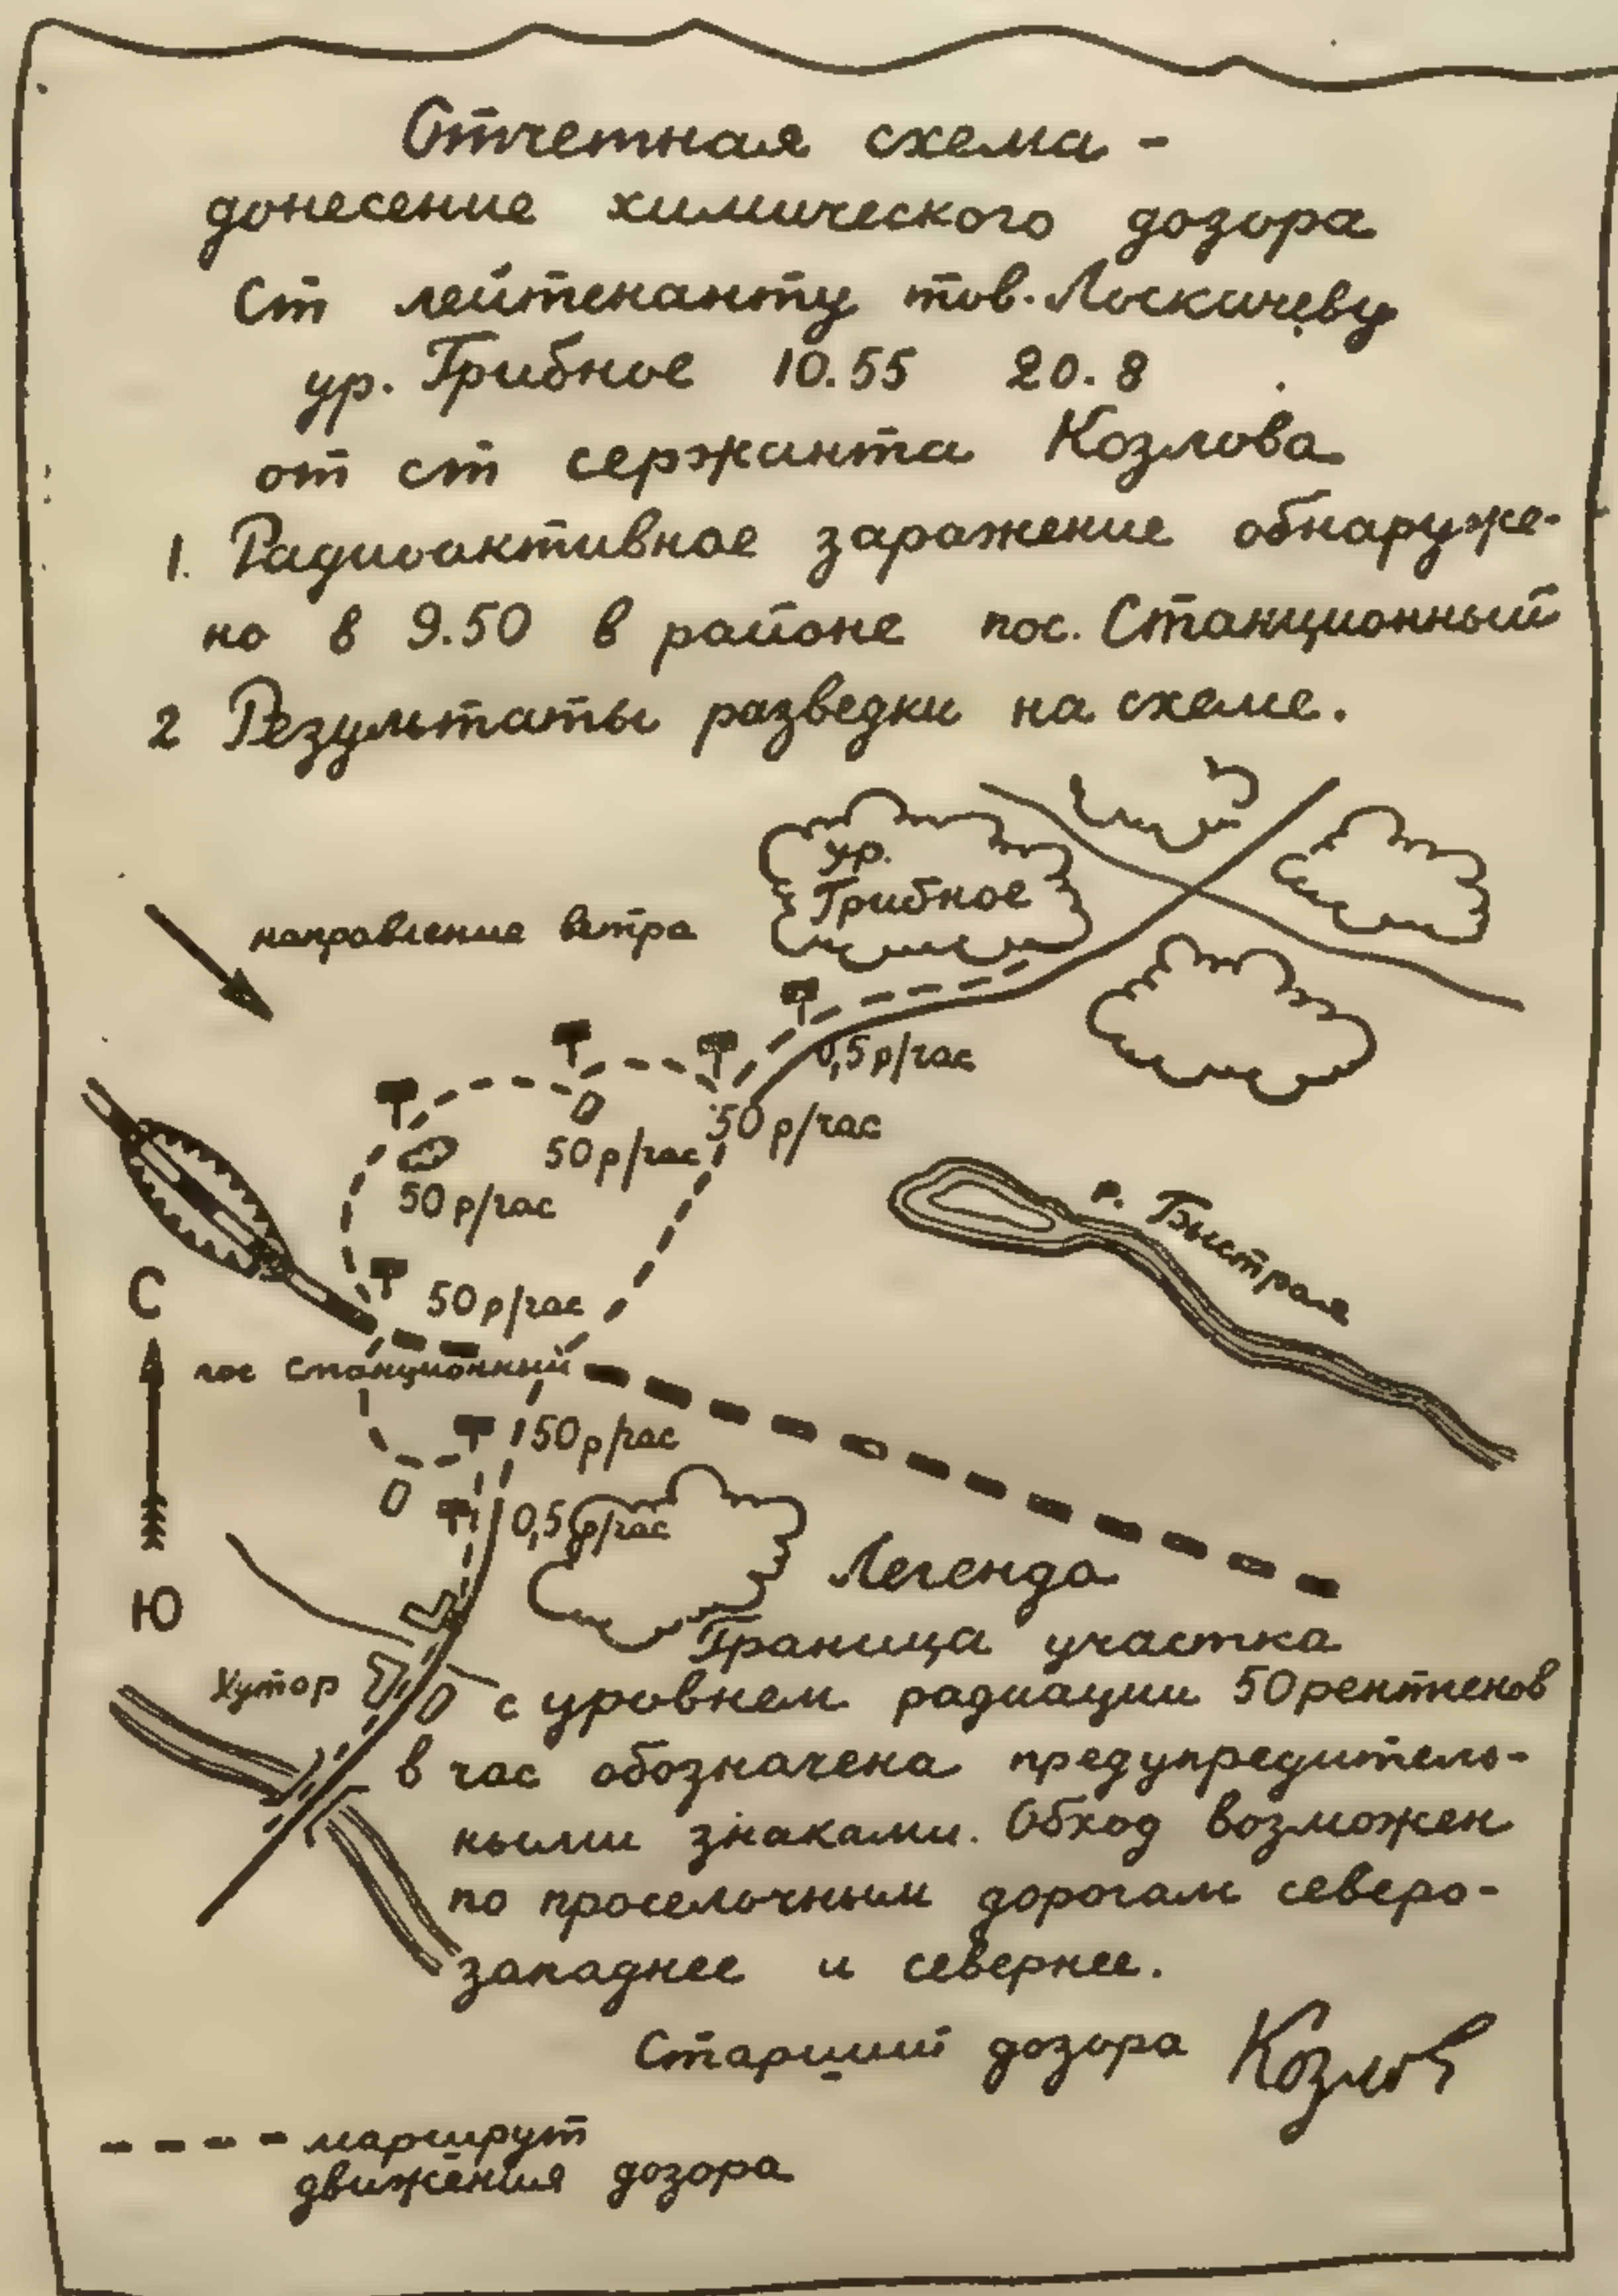 Отчетная схема -
донесение химического дозора
Ст лейтенанту тов. Лоскичеву
ур. Грибное 10.55 20.8
от ст сержанта Козлова
1. Радиоактивное заражение обнаруже-
но в 9.50 в районе пос. Станционный
2 Результаты разведки на схеме.
ур.
Грибное
направление ветра
0,5 р/час
50 р/час
50 р/час
50 р/час
р. Быстрая
С
50 р/час
пос Станционный
50 р/час
0,5 р/час
Ю
Легенда
Граница участка
Хутор
с уровнем радиации 50 рентгенов
в час обозначена предупредитель-
ными знаками. Обход возможен
по проселочным дорогам северо-
западнее и севернее.
Старший дозора Козлов
маршрут
движения дозора